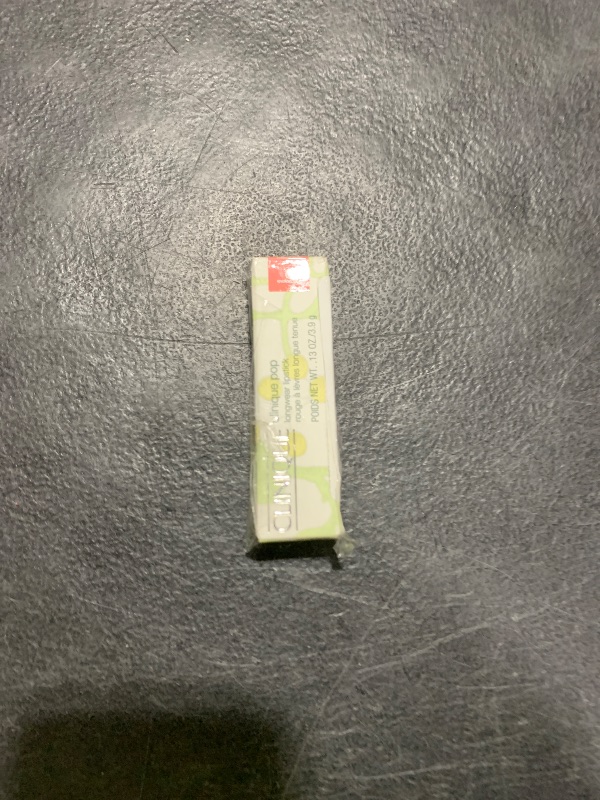 CLINIQUE
clinique pop
longwear lipstick
rouge à lèvres longue tenue
POIDS NET WT. .13 OZ./3.9 g